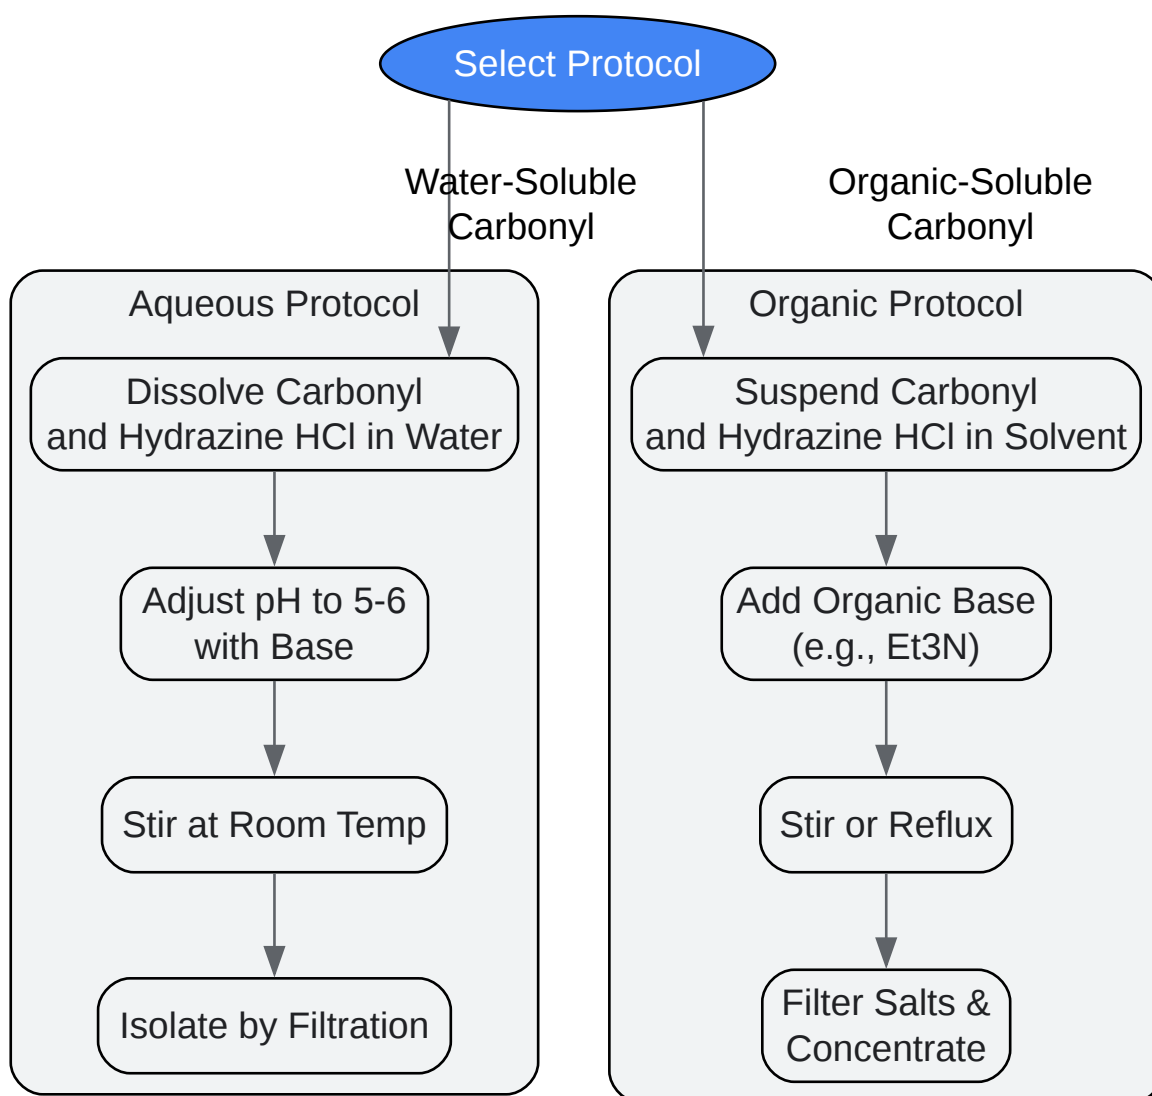 Select Protocol
Water-Soluble
Carbonyl
Organic-Soluble
Carbonyl
Aqueous Protocol
Dissolve Carbonyl
and Hydrazine HCl in Water
Adjust pH to 5-6
with Base
Stir at Room Temp
Isolate by Filtration
Organic Protocol
Suspend Carbonyl
and Hydrazine HCl in Solvent
Add Organic Base
(e.g., Et3N)
Stir or Reflux
Filter Salts &
Concentrate